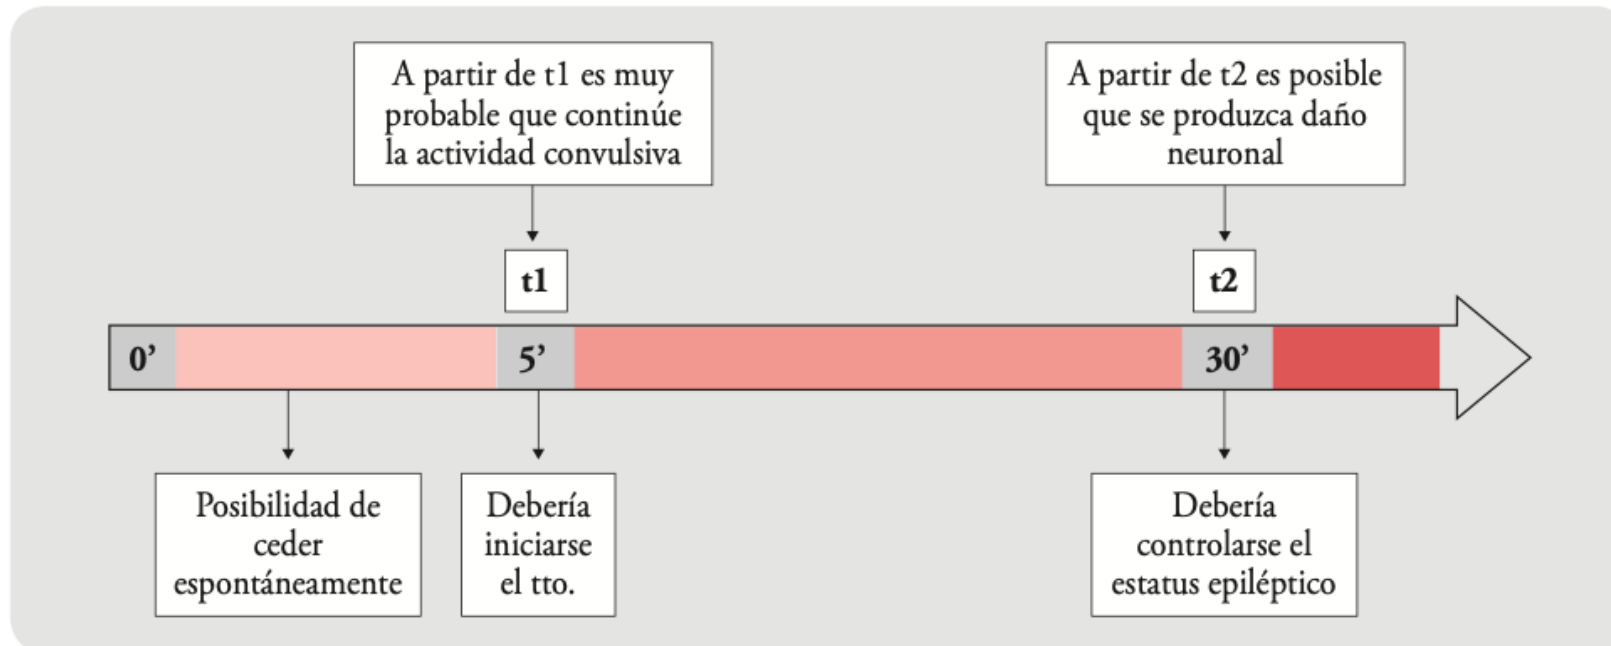 A partir de t1 es muy
probable que continúe
la actividad convulsiva
A partir de t2 es posible
que se produzca daño
neuronal
t1
t2
0’
5’
30’
Posibilidad de
ceder
espontáneamente
Debería
iniciarse
el tto.
Debería
controlarse el
estatus epiléptico